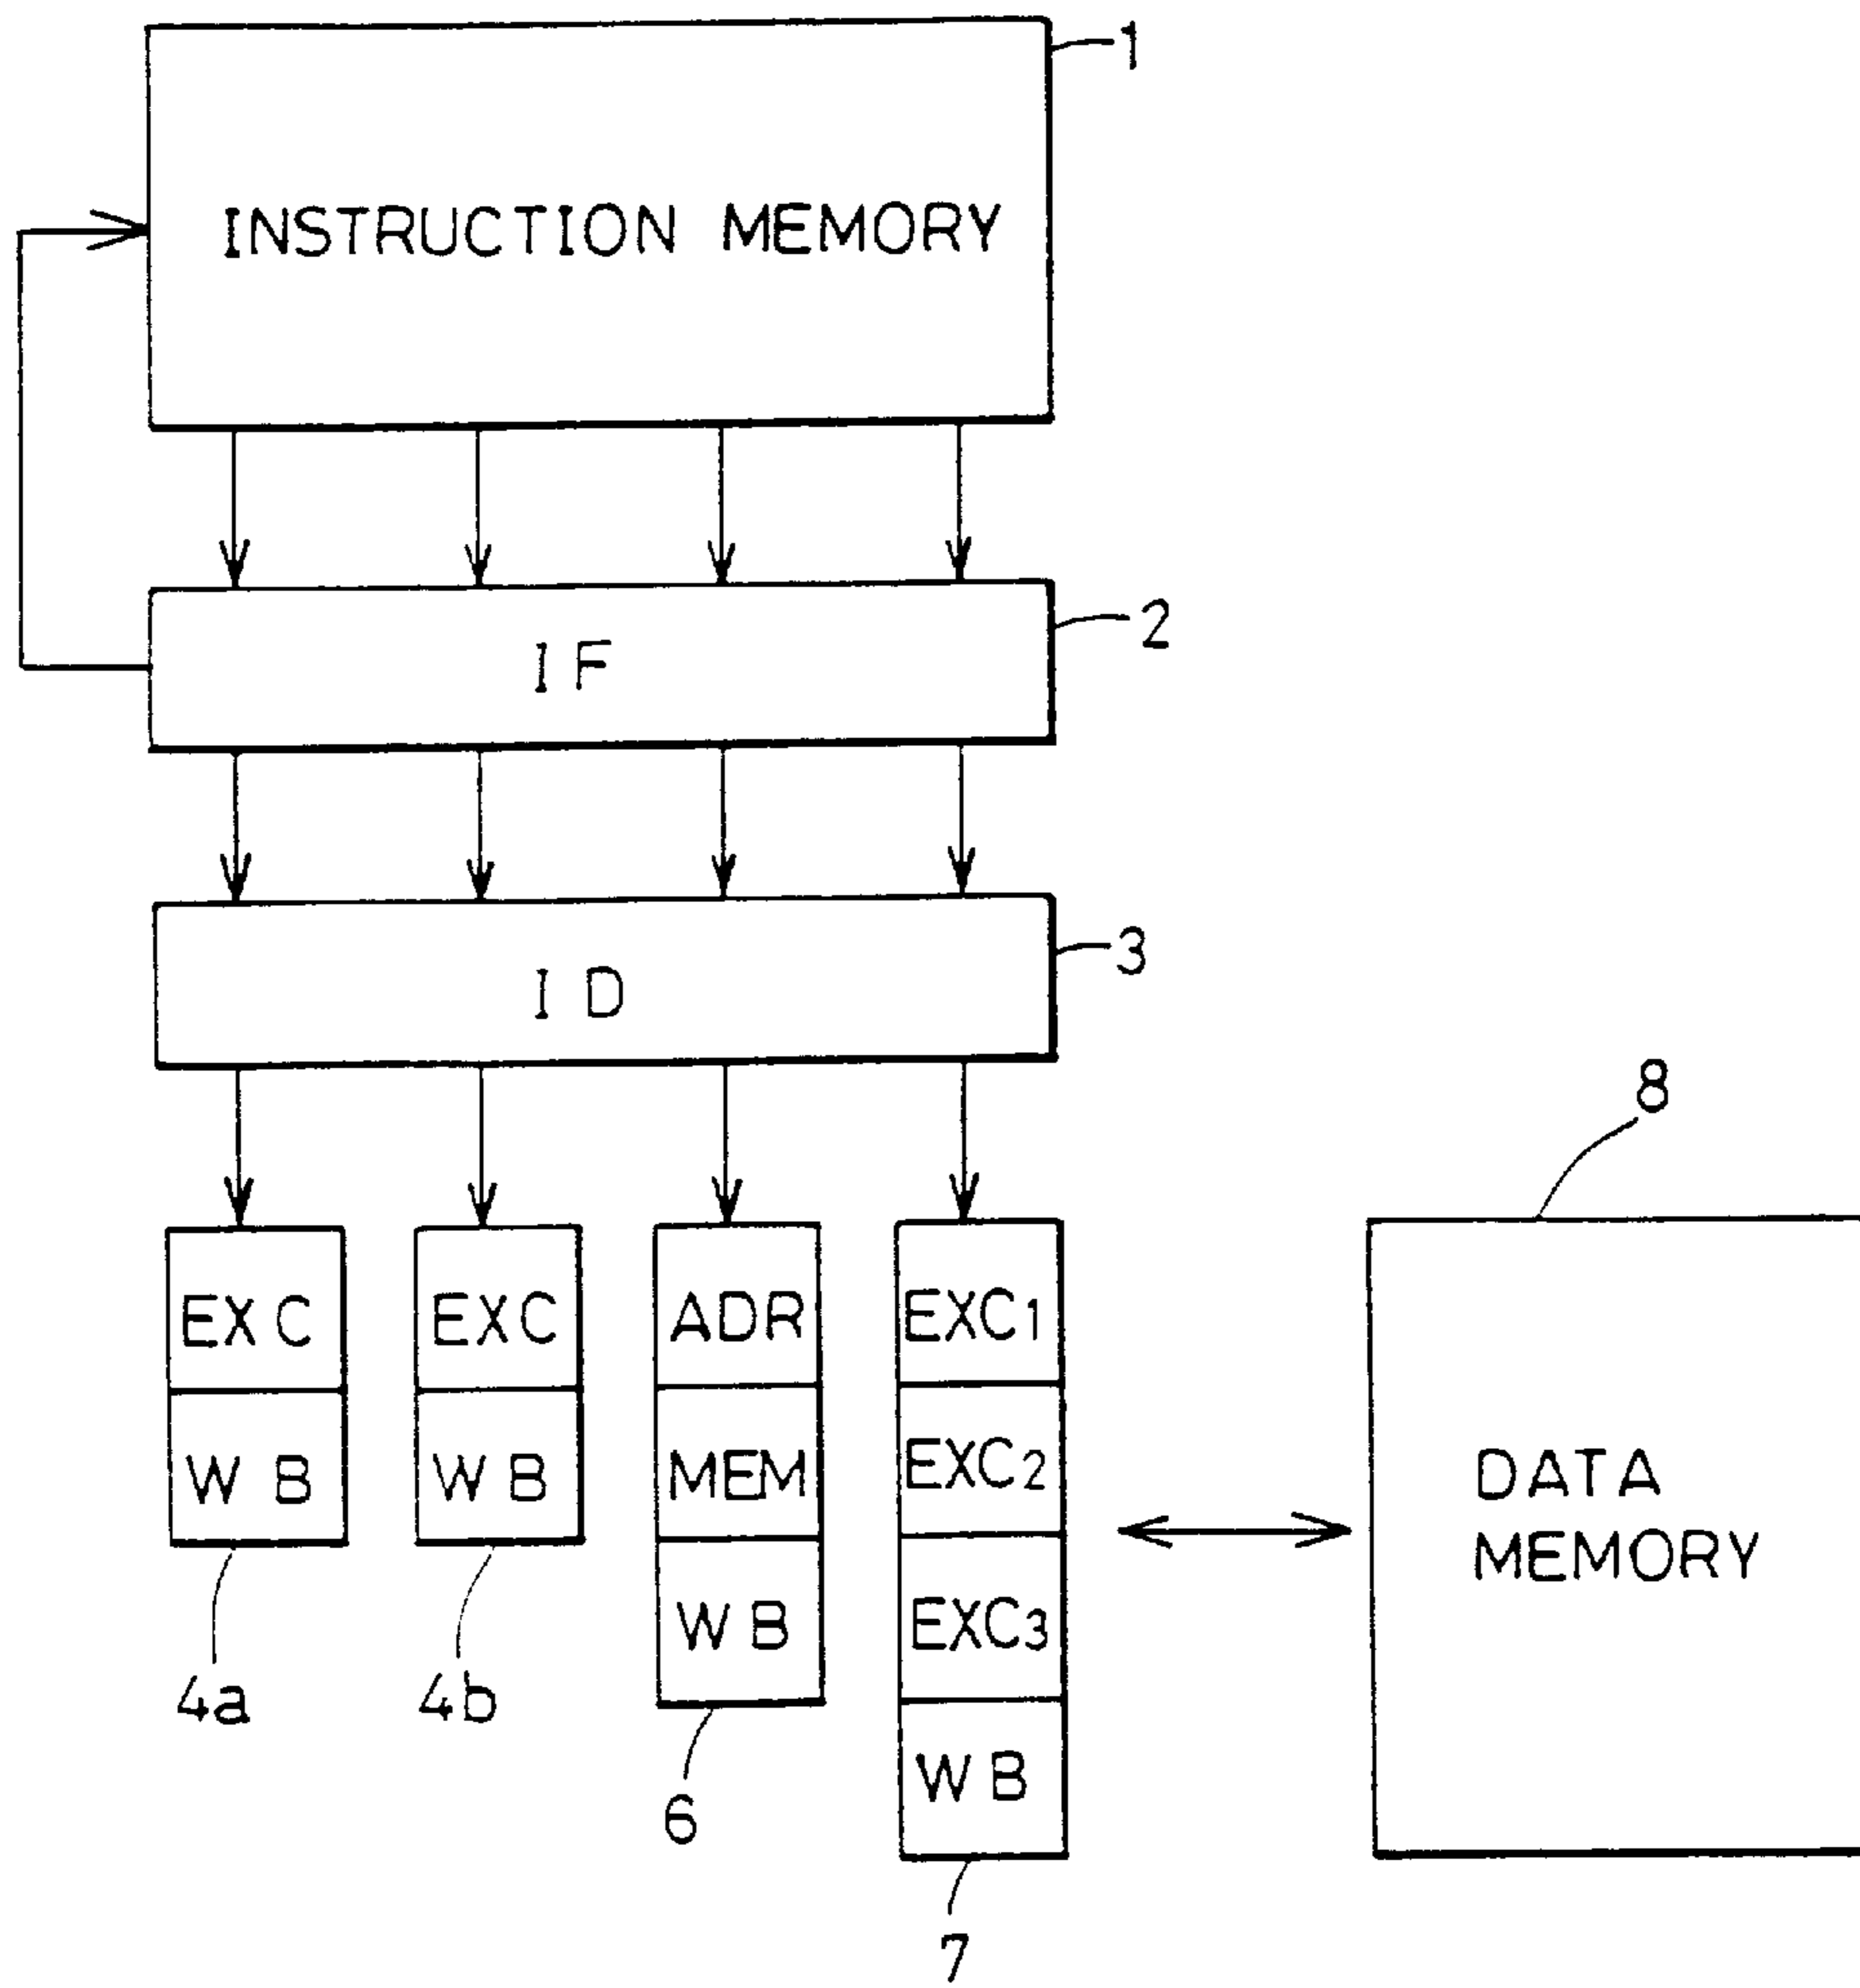 1
INSTRUCTION MEMORY
2
IF
3
ID
8
EXC EXC ADR EXC1
WB WB MEM EXC2
DATA
MEMORY
WB EXC3
4a 4b
WB
6
7